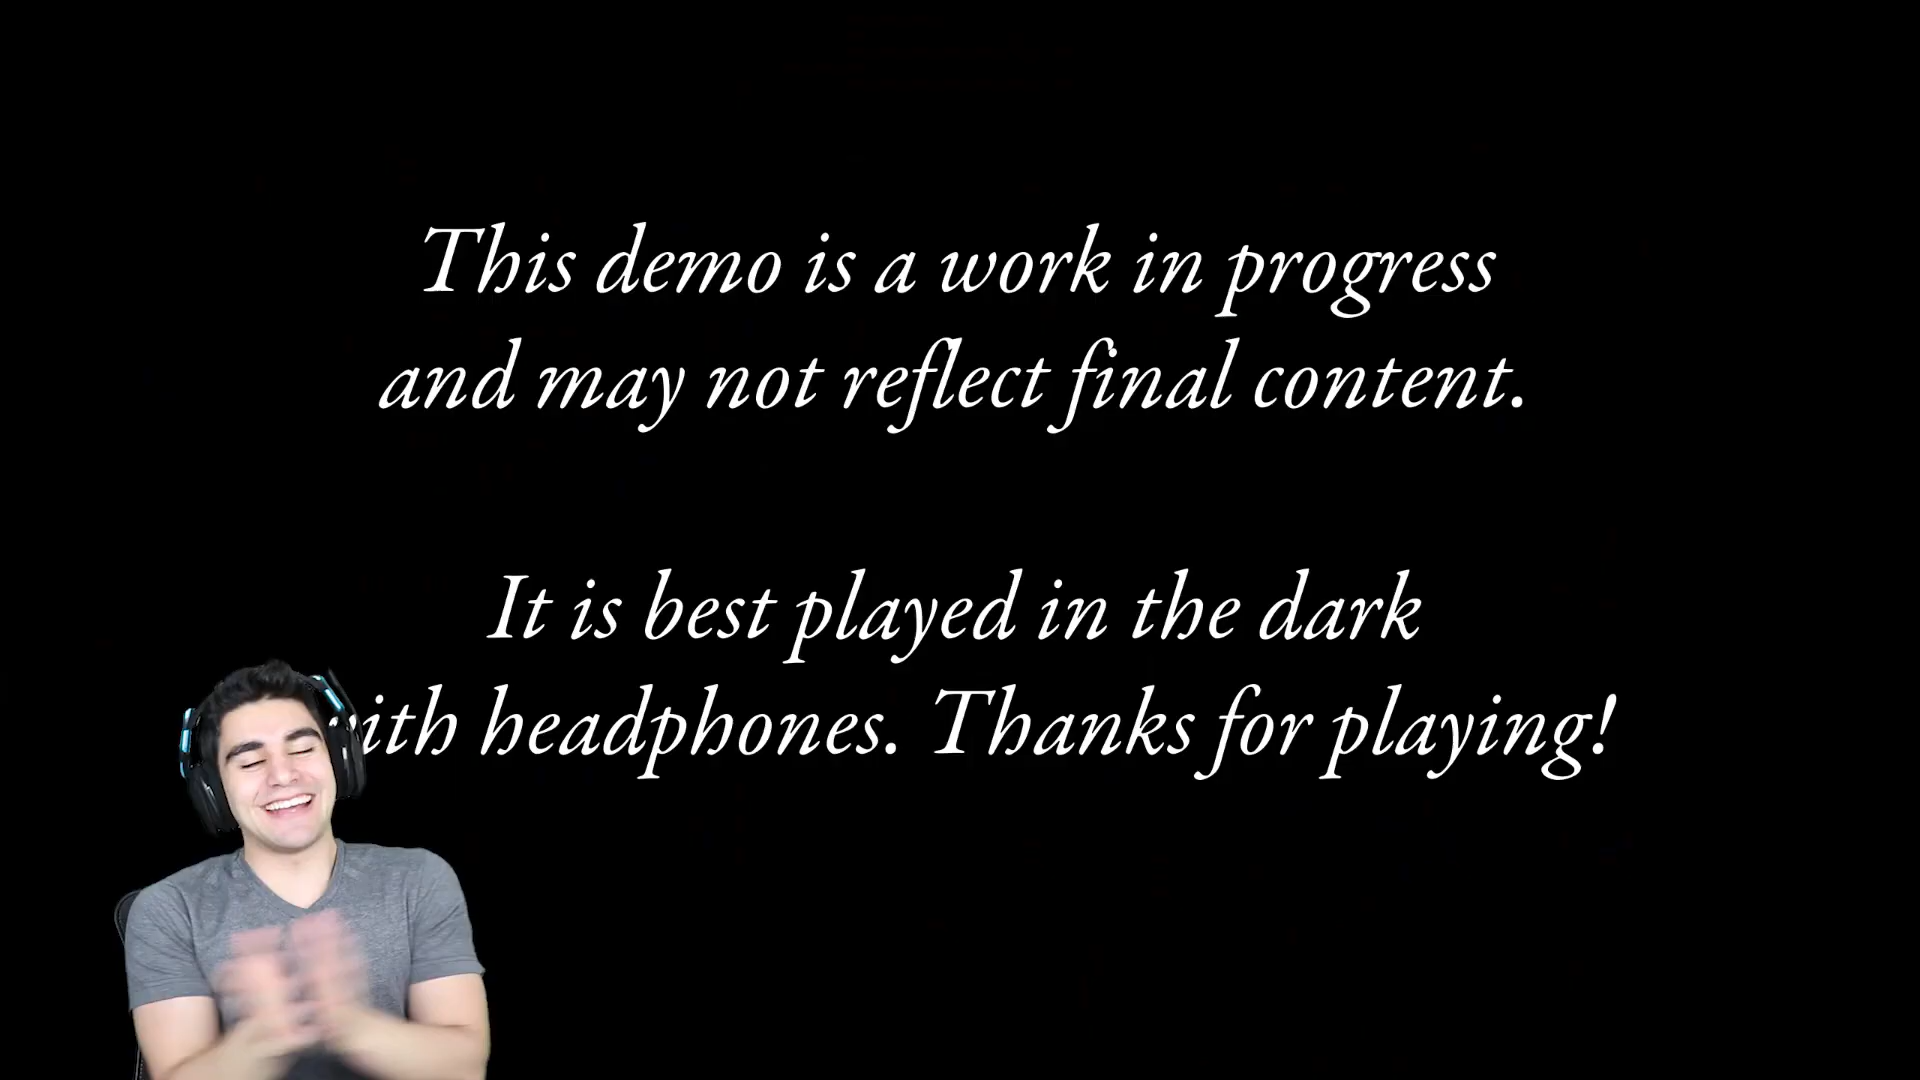 This demo is a work in progress
and may not reflect final content.
It is best played in the dark
with headphones. Thanks for playing!